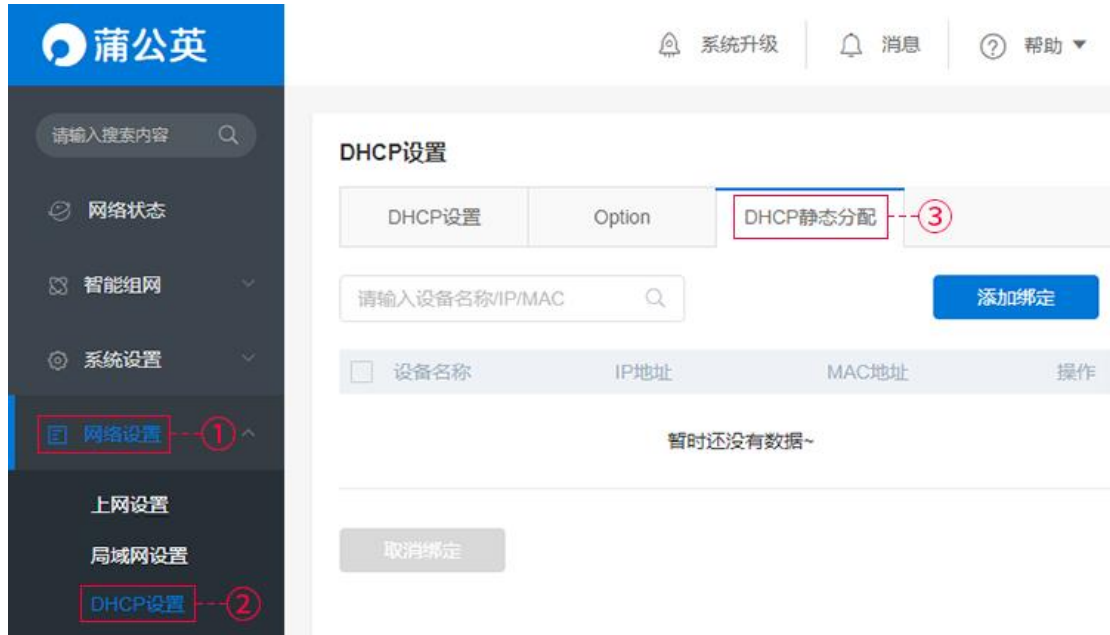 蒲公英
系统升级
消息
帮助
请输入搜索内容
网络状态
智能组网
系统设置
网络设置 ①
上网设置
局域网设置
DHCP设置 ②
DHCP设置
DHCP设置 Option DHCP静态分配 ③
请输入设备名称/IP/MAC
添加绑定
设备名称 IP地址 MAC地址 操作
暂时还没有数据~
取消绑定